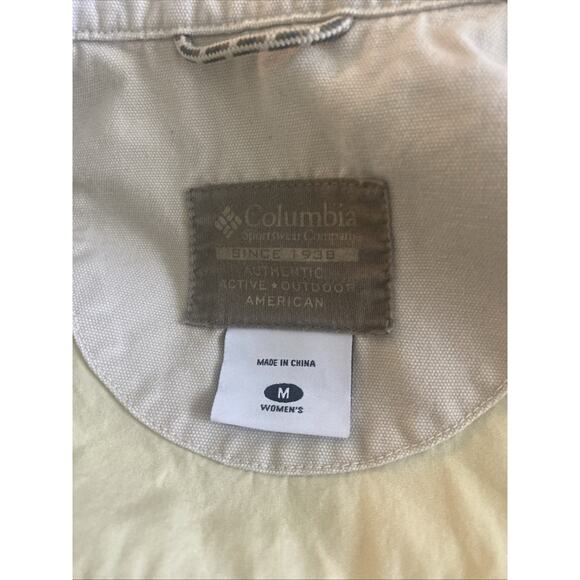 Columbia
Sportswear Company
SINCE 1938
AUTHENTIC
ACTIVE ★ OUTDOOR
AMERICAN
MADE IN CHINA
M
WOMEN'S